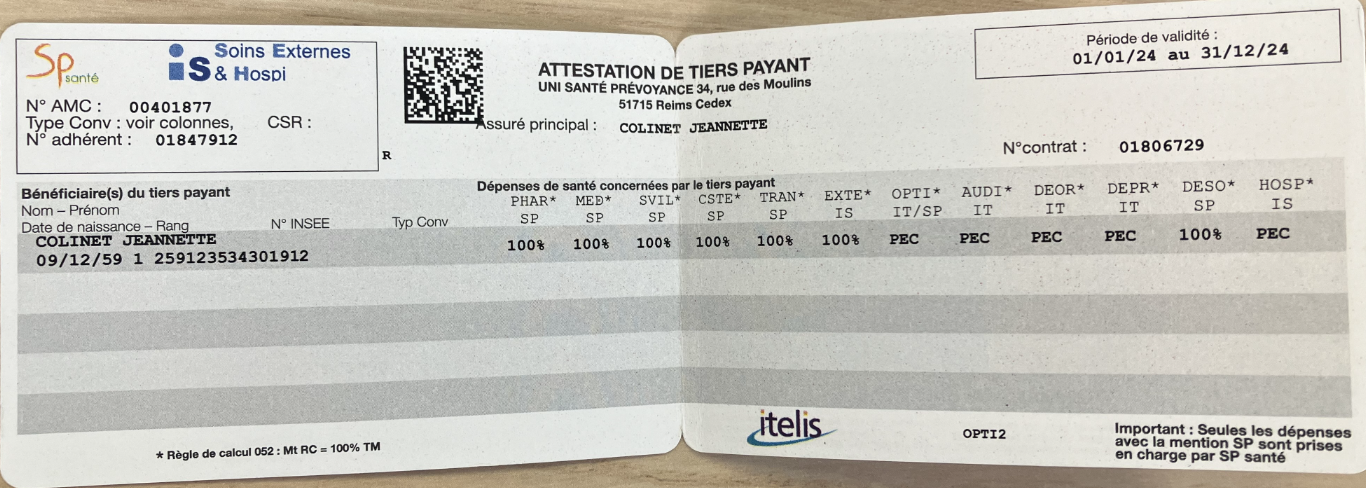 Sp santé
is Soins Externes
& Hospi
N° AMC : 00401877
Type Conv : voir colonnes, CSR :
N° adhérent : 01847912
R
ATTESTATION DE TIERS PAYANT
UNI SANTÉ PRÉVOYANCE 34, rue des Moulins
51715 Reims Cedex
Assuré principal : COLINET JEANNETTE
Période de validité :
01/01/24 au 31/12/24
N°contrat : 01806729
Bénéficiaire(s) du tiers payant
Nom – Prénom
Date de naissance – Rang N° INSEE Typ Conv
Dépenses de santé concernées par le tiers payant
PHAR* MED* SVIL* CSTE* TRAN* EXTE* OPTI* AUDI* DEOR* DEPR* DESO* HOSP*
SP SP SP SP SP IS IT/SP IT IT IT SP IS
COLINET JEANNETTE 100% 100% 100% 100% 100% 100% PEC PEC PEC PEC 100% PEC
09/12/59 1 259123534301912
* Règle de calcul 052 : Mt RC = 100% TM
itelis
OPTI2
Important : Seules les dépenses
avec la mention SP sont prises
en charge par SP santé